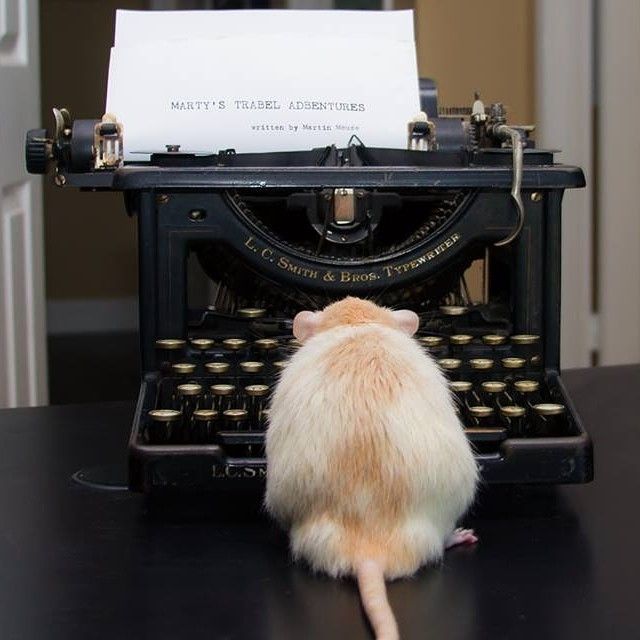 MARTY'S TRABEL ADBENTURES
written by Martin Mouse
L. C. SMITH & BROS. TYPEWRITER
L.C.S